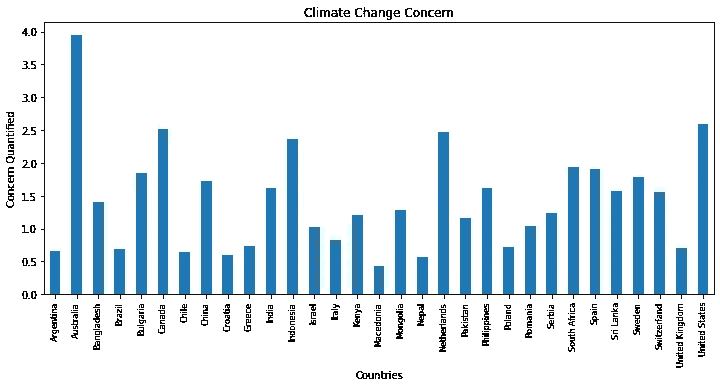 Climate Change Concern
Concern Quantified
4.0
3.5
3.0
2.5
2.0
1.5
1.0
0.5
0.0
Argentina
Australia
Bangladesh
Brazil
Bulgaria
Canada
Chile
China
Croatia
Greece
India
Indonesia
Israel
Italy
Kenya
Macedonia
Mongolia
Nepal
Netherlands
Pakistan
Philippines
Poland
Romania
Serbia
South Africa
Spain
Sri Lanka
Sweden
Switzerland
United Kingdom
United States
Countries